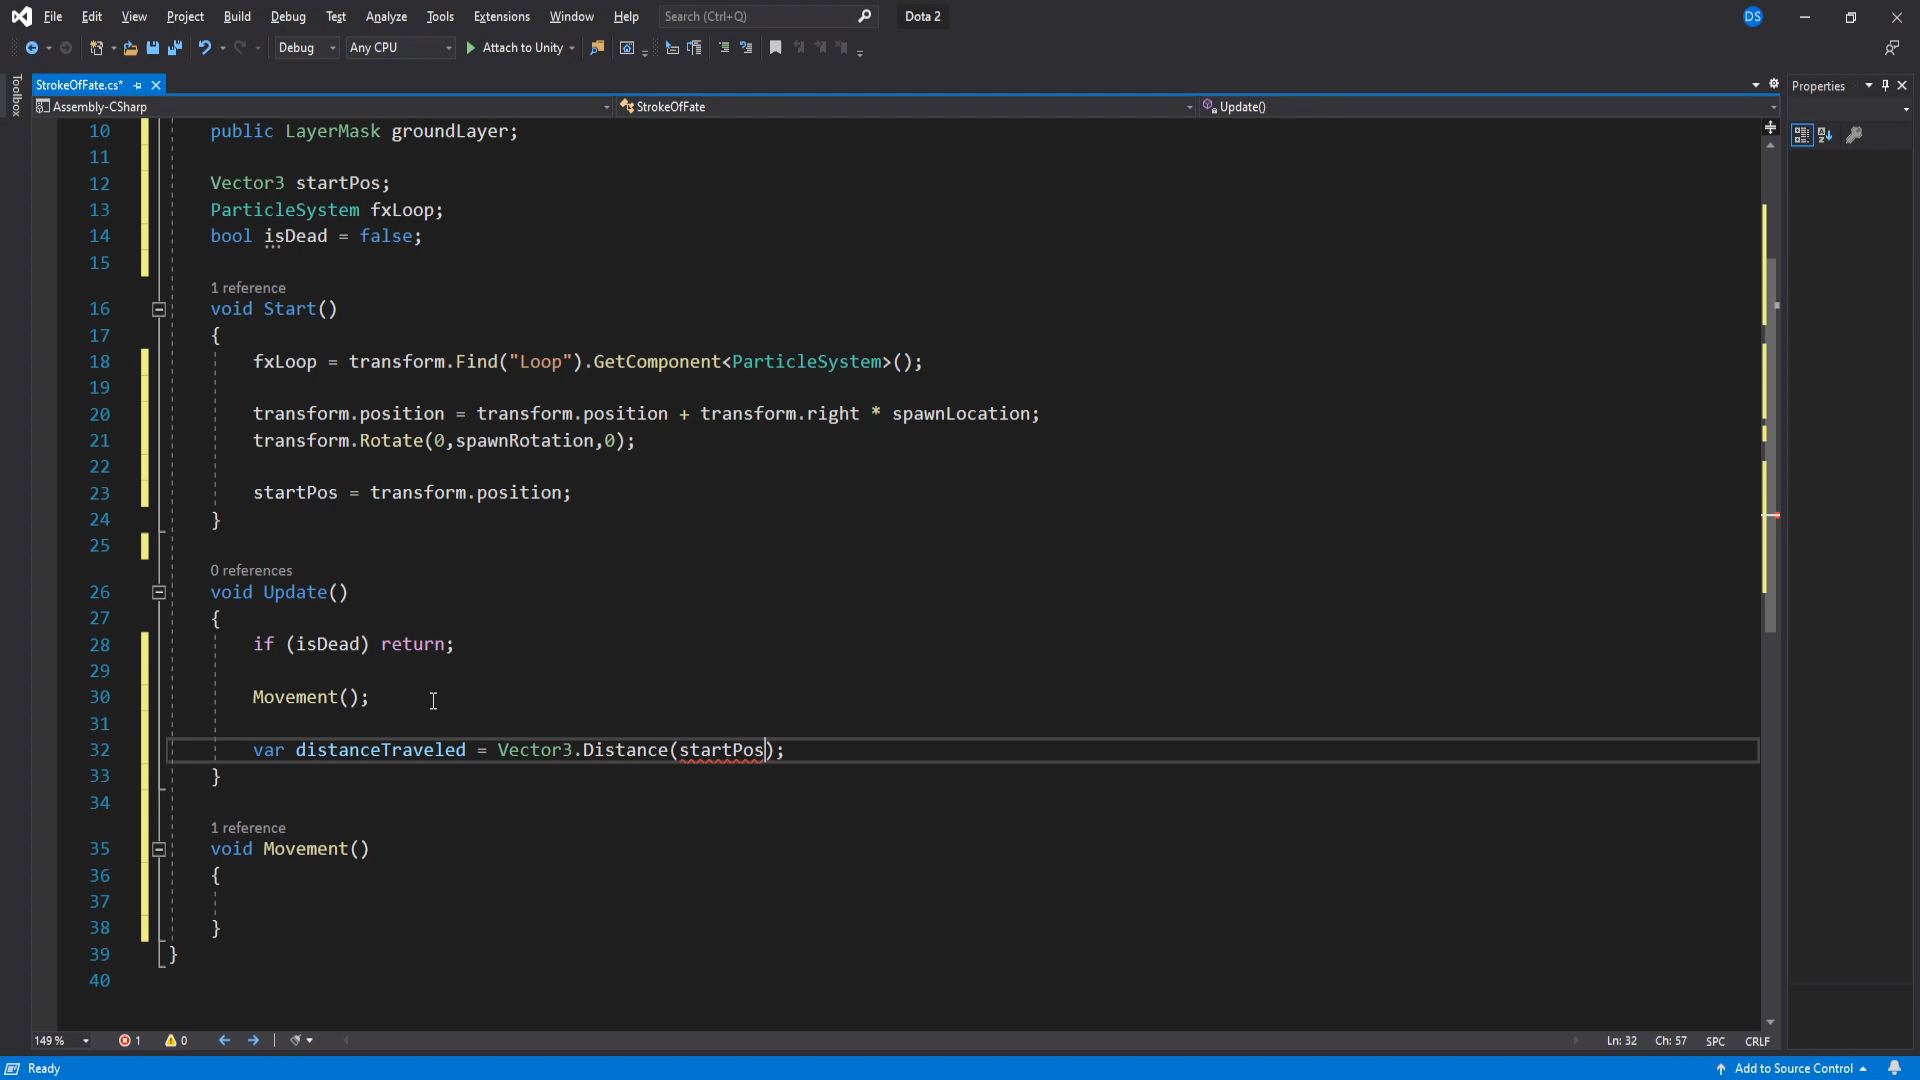 File Edit View Project Build Debug Test Analyze Tools Extensions Window Help Search (Ctrl+Q) Dota 2 DS
Debug Any CPU Attach to Unity
Toolbox
StrokeOfFate.cs*
Properties
Assembly-CSharp StrokeOfFate Update()
10 public LayerMask groundLayer;
11
12 Vector3 startPos;
13 ParticleSystem fxLoop;
14 bool isDead = false;
15
1 reference
16 void Start()
17 {
18 fxLoop = transform.Find("Loop").GetComponent<ParticleSystem>();
19
20 transform.position = transform.position + transform.right * spawnLocation;
21 transform.Rotate(0,spawnRotation,0);
22
23 startPos = transform.position;
24 }
25
0 references
26 void Update()
27 {
28 if (isDead) return;
29
30 Movement();
31
32 var distanceTraveled = Vector3.Distance(startPos);
33 }
34
1 reference
35 void Movement()
36 {
37
38 }
39 }
40
149 % 1 0 Ln: 32 Ch: 57 SPC CRLF
Ready Add to Source Control